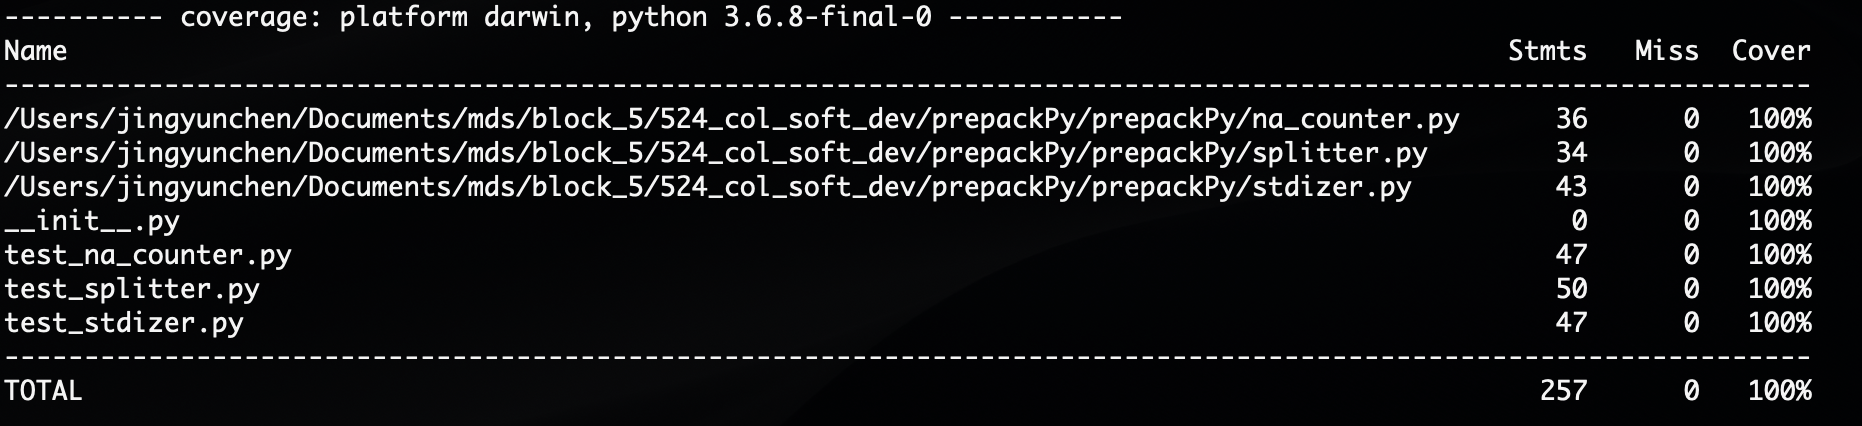 ---------- coverage: platform darwin, python 3.6.8-final-0 -----------
Name                                                                                           Stmts   Miss  Cover
------------------------------------------------------------------------------------------------------------------
/Users/jingyunchen/Documents/mds/block_5/524_col_soft_dev/prepackPy/prepackPy/na_counter.py      36      0   100%
/Users/jingyunchen/Documents/mds/block_5/524_col_soft_dev/prepackPy/prepackPy/splitter.py        34      0   100%
/Users/jingyunchen/Documents/mds/block_5/524_col_soft_dev/prepackPy/prepackPy/stdizer.py         43      0   100%
__init__.py                                                                                       0      0   100%
test_na_counter.py                                                                               47      0   100%
test_splitter.py                                                                                 50      0   100%
test_stdizer.py                                                                                  47      0   100%
------------------------------------------------------------------------------------------------------------------
TOTAL                                                                                           257      0   100%